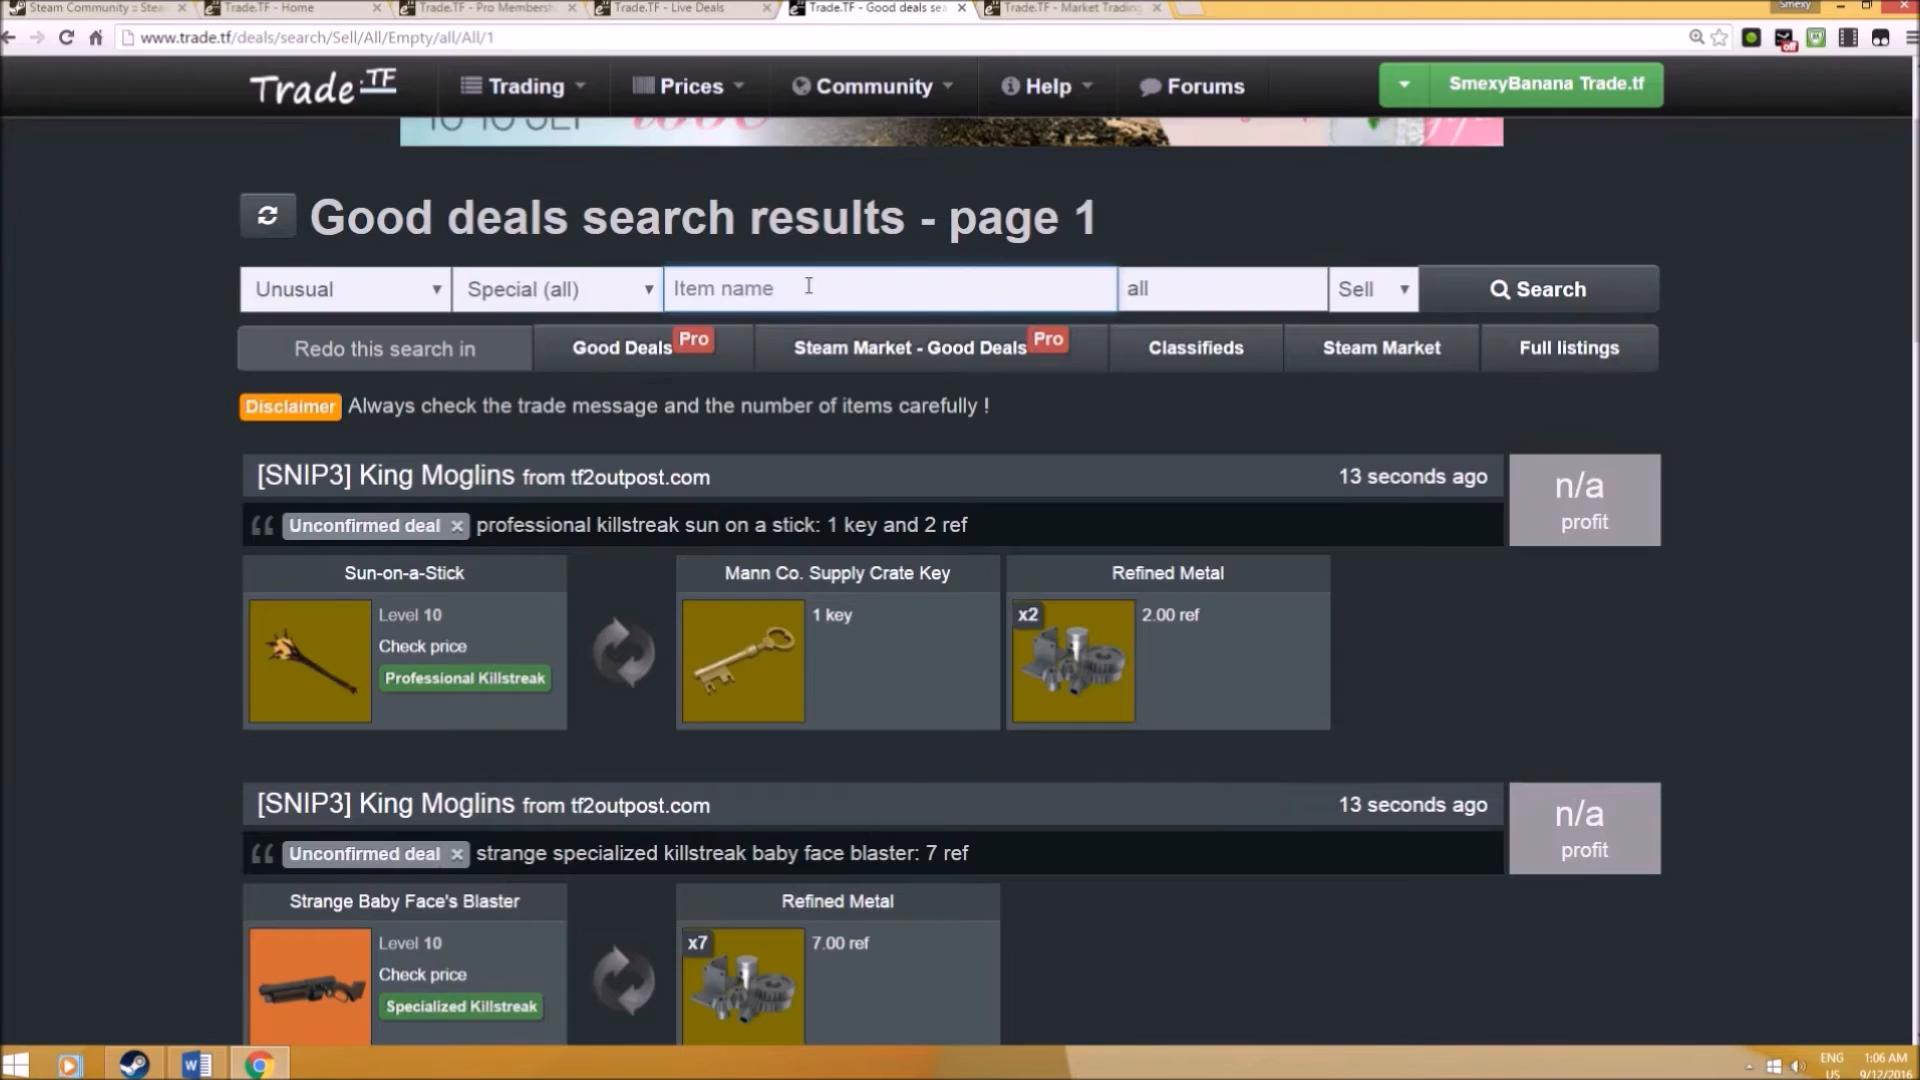 Steam Community :: Stea
Trade.TF - Home
Trade.TF - Pro Membersh
Trade.TF - Live Deals
Trade.TF - Good deals sea
Trade.TF - Market Trading
Smexy
www.trade.tf/deals/search/Sell/All/Empty/all/All/1
off
Trade.TF
Trading
Prices
Community
Help
Forums
SmexyBanana Trade.tf
love
Good deals search results - page 1
Unusual
Special (all)
Item name
all
Sell
Search
Redo this search in
Good Deals Pro
Steam Market - Good Deals Pro
Classifieds
Steam Market
Full listings
Disclaimer Always check the trade message and the number of items carefully !
[SNIP3] King Moglins from tf2outpost.com
13 seconds ago
n/a
profit
Unconfirmed deal × professional killstreak sun on a stick: 1 key and 2 ref
Sun-on-a-Stick
Level 10
Check price
Professional Killstreak
Mann Co. Supply Crate Key
1 key
Refined Metal
x2
2.00 ref
[SNIP3] King Moglins from tf2outpost.com
13 seconds ago
n/a
profit
Unconfirmed deal × strange specialized killstreak baby face blaster: 7 ref
Strange Baby Face's Blaster
Level 10
Check price
Specialized Killstreak
Refined Metal
x7
7.00 ref
ENG
US
1:06 AM
9/12/2016